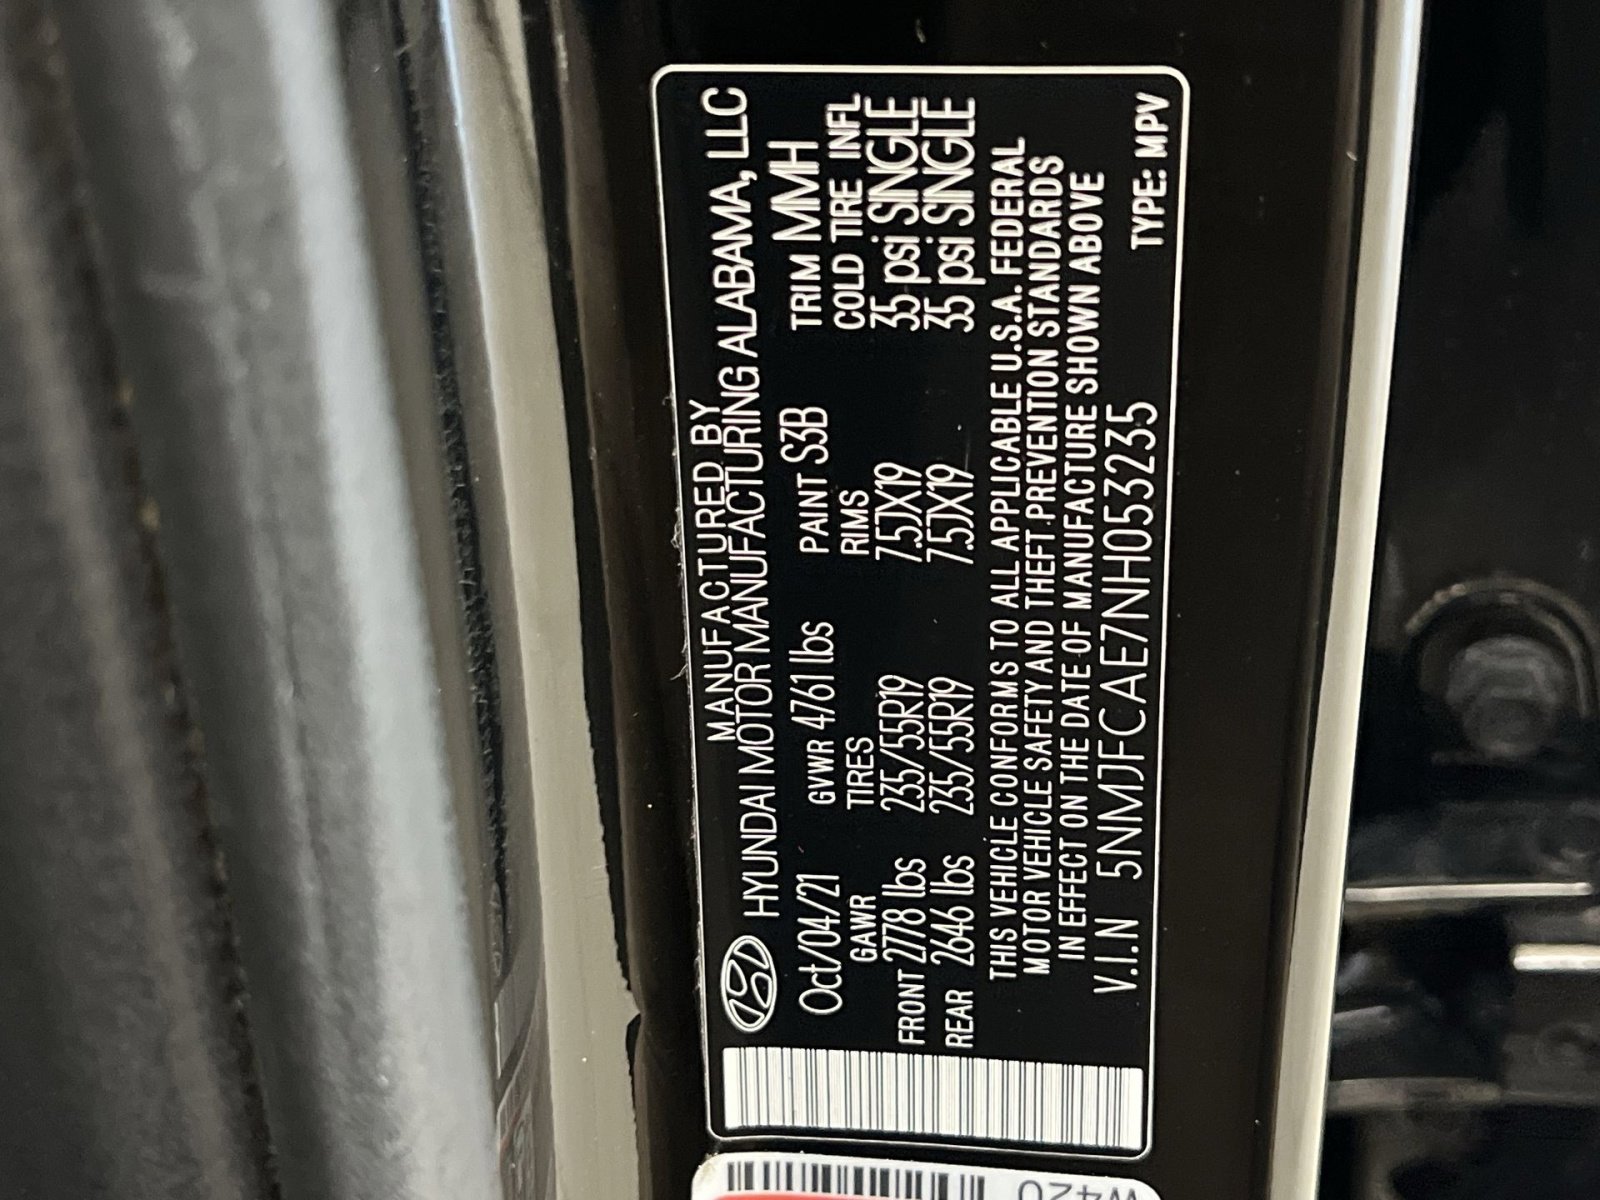 MANUFACTURED BY
HYUNDAI MOTOR MANUFACTURING ALABAMA, LLC
Oct/04/21 GVWR 4761 lbs PAINT S3B TRIM MMH
GAWR TIRES RIMS COLD TIRE INFL
FRONT 2778 lbs 235/55R19 7.5JX19 35 psi SINGLE
REAR 2646 lbs 235/55R19 7.5JX19 35 psi SINGLE
THIS VEHICLE CONFORMS TO ALL APPLICABLE U.S.A. FEDERAL
MOTOR VEHICLE SAFETY AND THEFT PREVENTION STANDARDS
IN EFFECT ON THE DATE OF MANUFACTURE SHOWN ABOVE
V.I.N 5NMJFCAE7NH053235 TYPE: MPV
W420